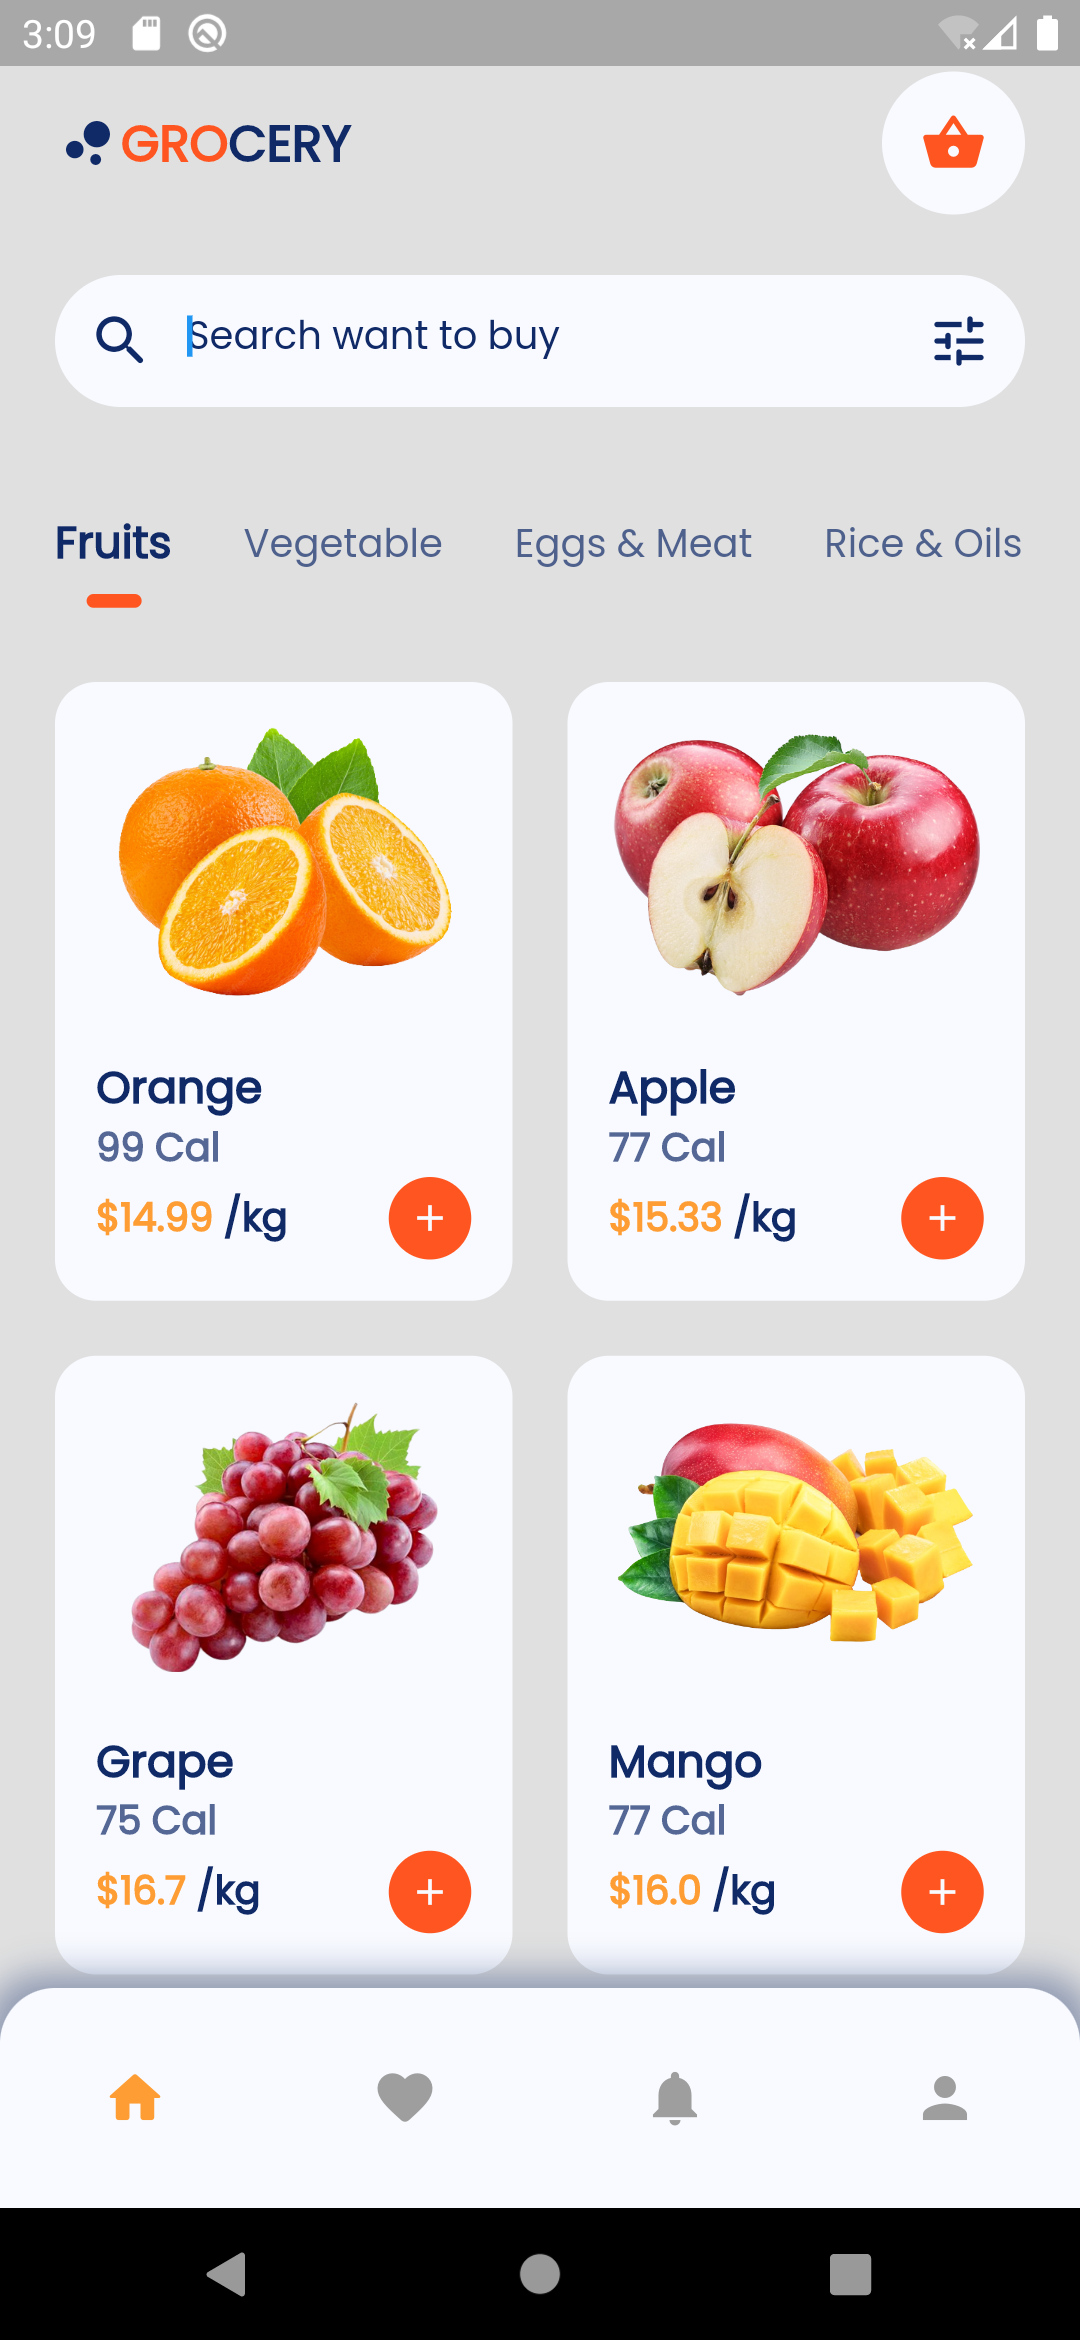 3:09
GROCERY
Search want to buy
Fruits Vegetable Eggs & Meat Rice & Oils
Orange
99 Cal
$14.99 /kg
Apple
77 Cal
$15.33 /kg
Grape
75 Cal
$16.7 /kg
Mango
77 Cal
$16.0 /kg